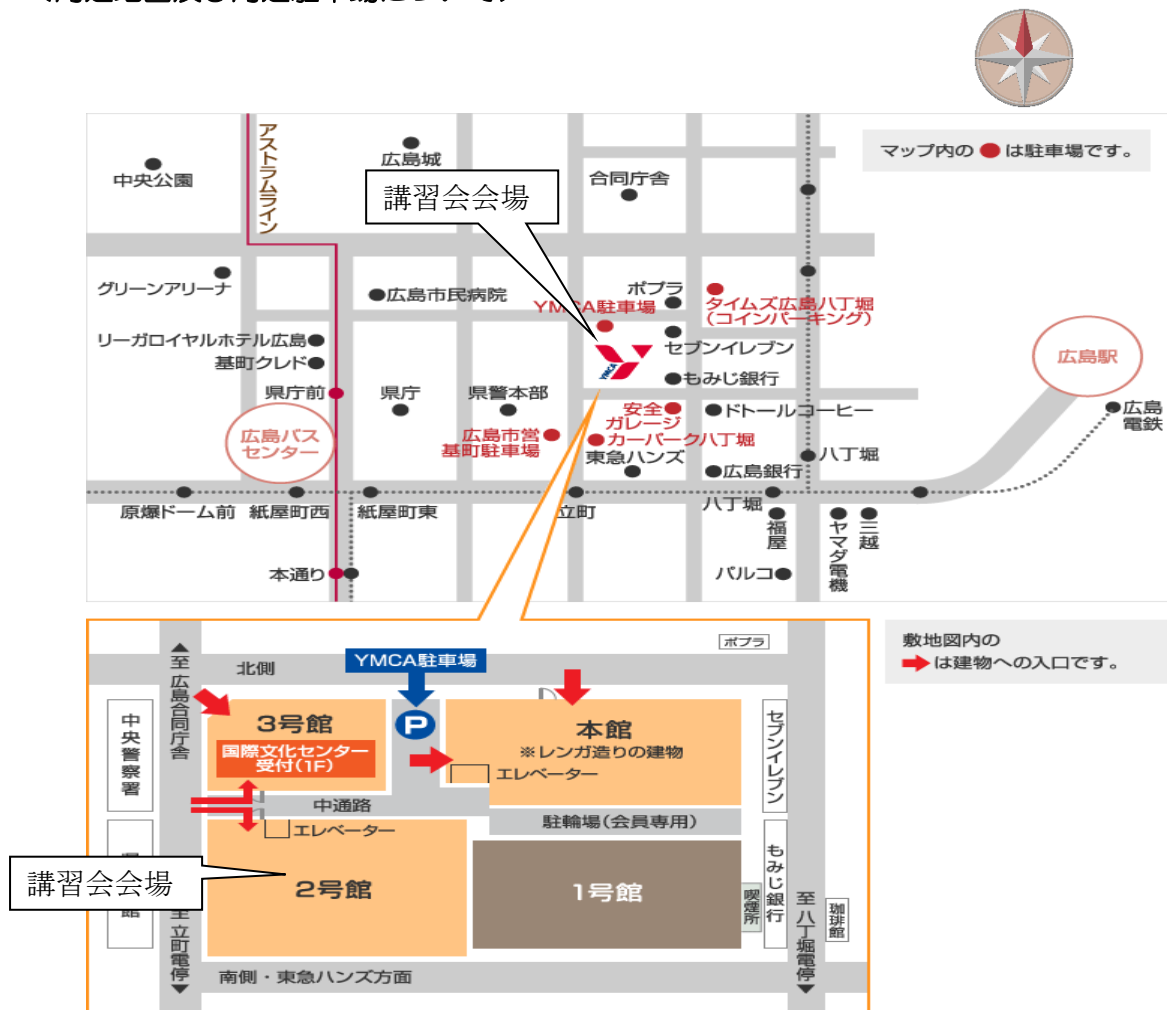 アストラムライン
広島城
中央公園
合同庁舎
マップ内の ● は駐車場です。
講習会会場
グリーンアリーナ
広島市民病院
ポプラ
YMCA駐車場
タイムズ広島八丁堀
(コインパーキング)
リーガロイヤルホテル広島
基町クレド
セブンイレブン
YMCA
もみじ銀行
広島駅
県庁前
県庁
県警本部
安全
ガレージ
ドトールコーヒー
広島
電鉄
広島バス
センター
広島市営
基町駐車場
カーパーク八丁堀
東急ハンズ
広島銀行
八丁堀
原爆ドーム前
紙屋町西
紙屋町東
立町
八丁堀
福屋
ヤマダ電機
三越
本通り
パルコ
敷地図内の
➡は建物への入口です。
ポプラ
▲至 広島合同庁舎
北側
YMCA駐車場
P
中央警察署
3号館
国際文化センター
受付(1F)
本館
※レンガ造りの建物
エレベーター
セブンイレブン
中通路
駐輪場(会員専用)
エレベーター
講習会会場
館
2号館
1号館
喫煙所
もみじ銀行
珈琲館
至 立町電停▼
至 八丁堀電停▼
南側・東急ハンズ方面